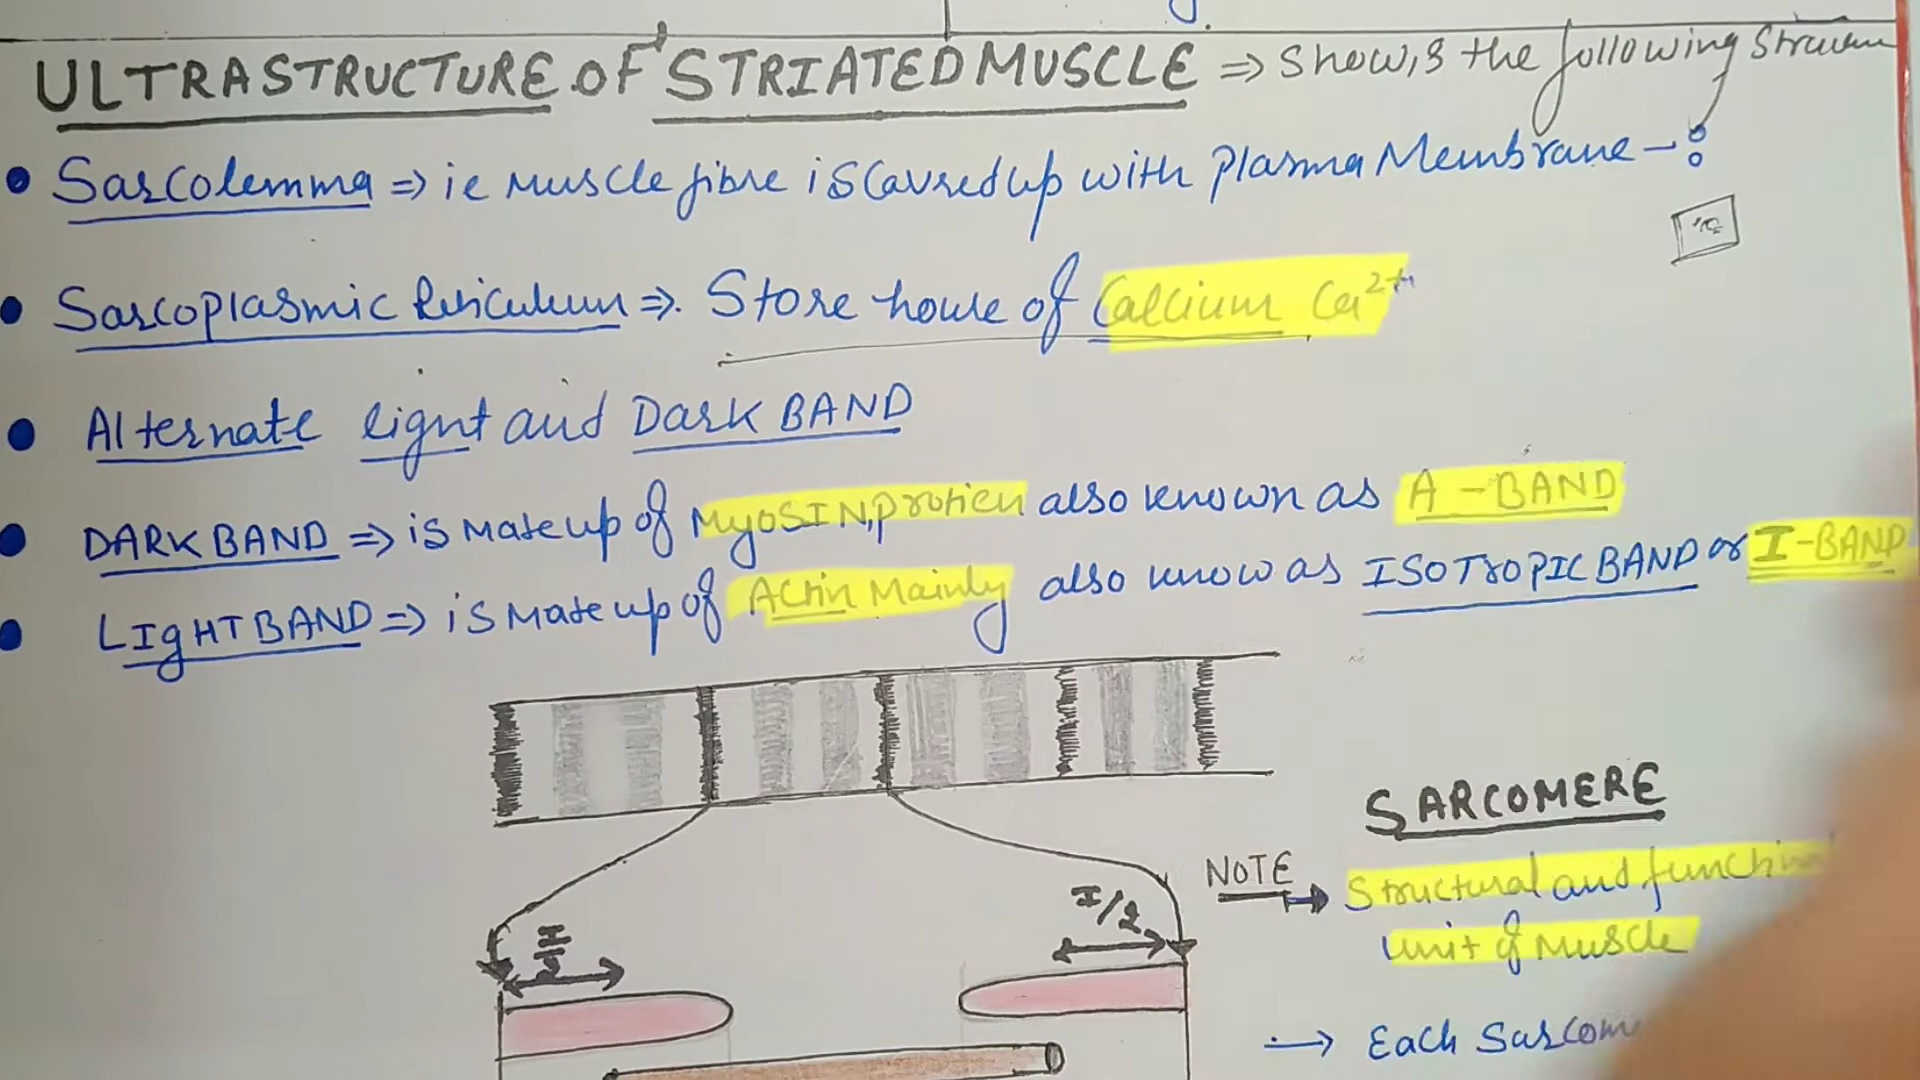 ULTRASTRUCTURE OF STRIATED MUSCLE ⇒ Shows the following
• Sarcolemma ⇒ ie Muscle fibre is cavred up with Plasma Membrane -:
• Sarcoplasmic Reticulum ⇒ Store house of Calcium Ca²⁺
• Alternate light and DARK BAND
• DARK BAND ⇒ is Mate up of MYOSIN, protien also known as A-BAND
• LIgHT BAND ⇒ is Mate up of Actin Mainly also know as ISOTROPIC BAND or I-BAND
SARCOMERE
NOTE → Structural and
unit of Muscle
I/2
I/2
→ Each